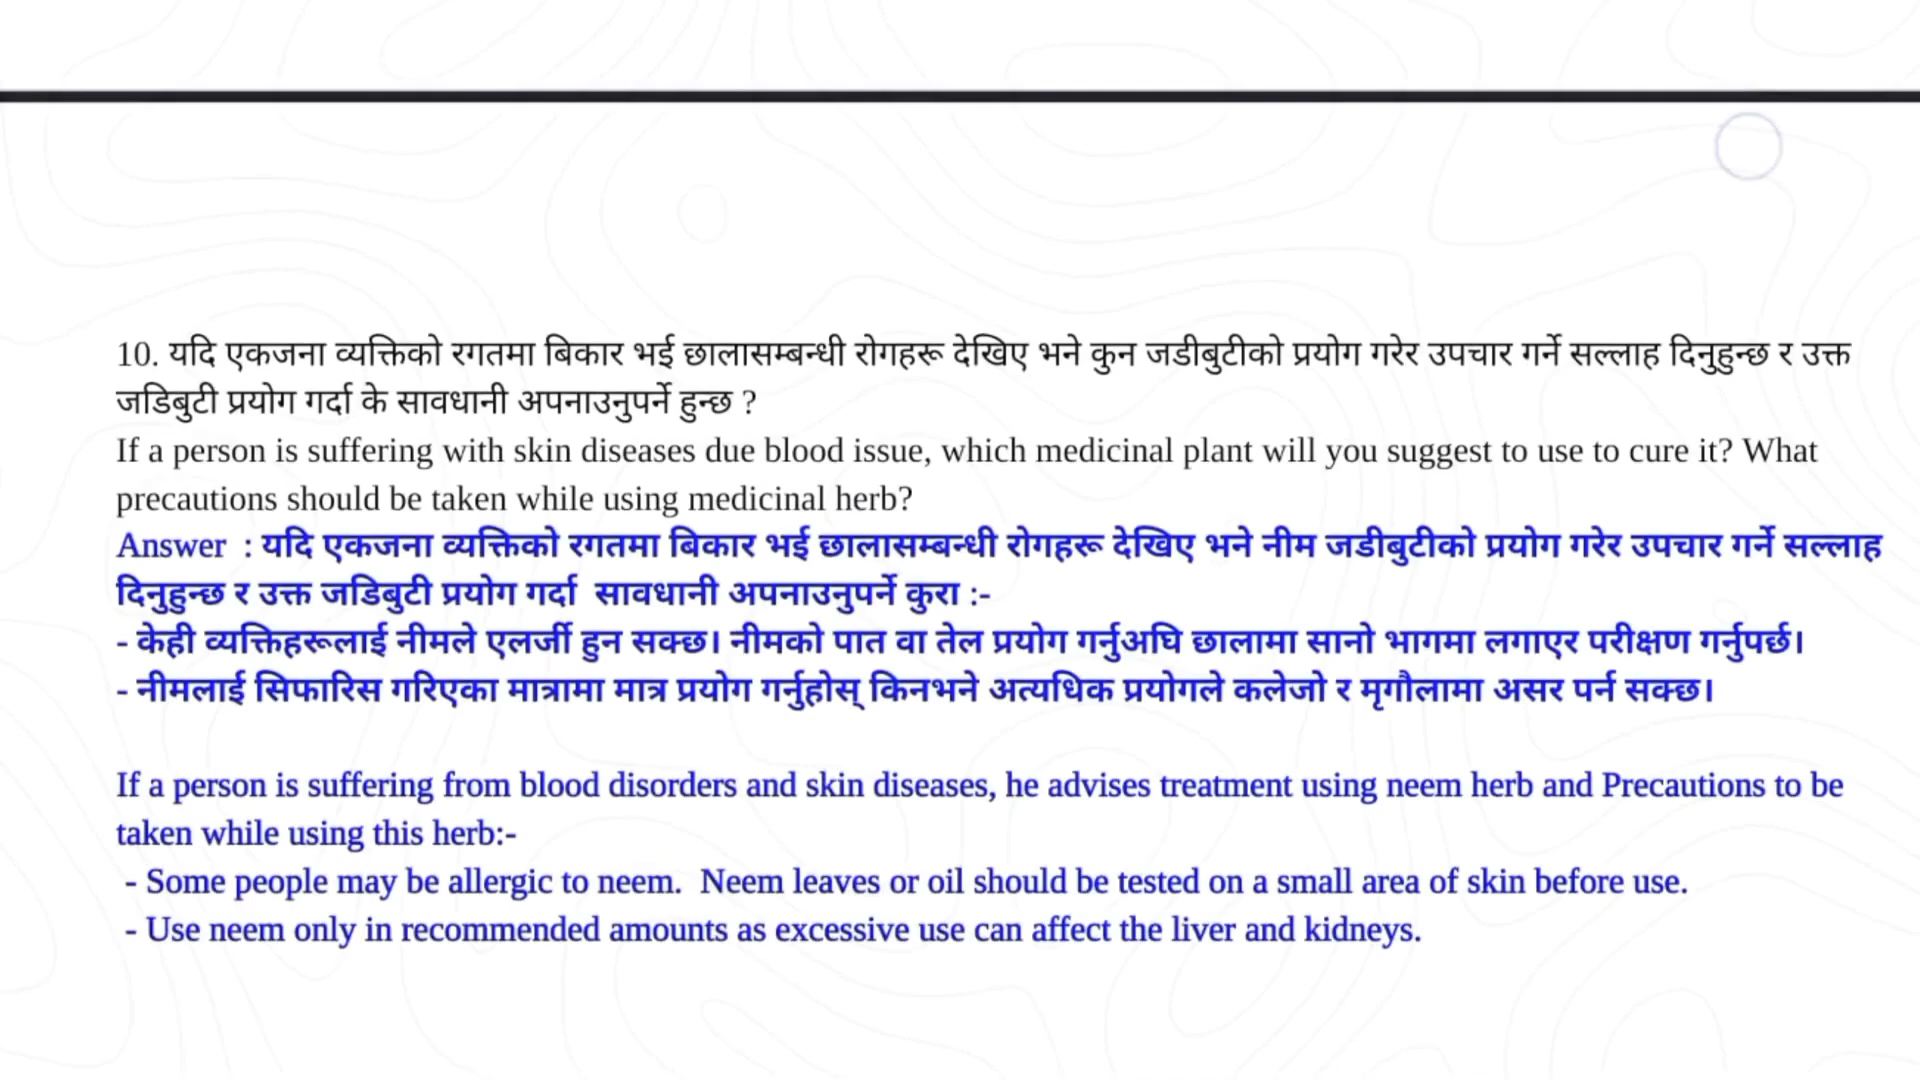 10. यदि एकजना व्यक्तिको रगतमा बिकार भई छालासम्बन्धी रोगहरू देखिए भने कुन जडीबुटीको प्रयोग गरेर उपचार गर्ने सल्लाह दिनुहुन्छ र उक्त
जडिबुटी प्रयोग गर्दा के सावधानी अपनाउनुपर्ने हुन्छ ?
If a person is suffering with skin diseases due blood issue, which medicinal plant will you suggest to use to cure it? What
precautions should be taken while using medicinal herb?
Answer : यदि एकजना व्यक्तिको रगतमा बिकार भई छालासम्बन्धी रोगहरू देखिए भने नीम जडीबुटीको प्रयोग गरेर उपचार गर्ने सल्लाह
दिनुहुन्छ र उक्त जडिबुटी प्रयोग गर्दा सावधानी अपनाउनुपर्ने कुरा :-
- केही व्यक्तिहरूलाई नीमले एलर्जी हुन सक्छ। नीमको पात वा तेल प्रयोग गर्नुअघि छालामा सानो भागमा लगाएर परीक्षण गर्नुपर्छ।
- नीमलाई सिफारिस गरिएका मात्रामा मात्र प्रयोग गर्नुहोस् किनभने अत्यधिक प्रयोगले कलेजो र मृगौलामा असर पर्न सक्छ।
If a person is suffering from blood disorders and skin diseases, he advises treatment using neem herb and Precautions to be
taken while using this herb:-
- Some people may be allergic to neem. Neem leaves or oil should be tested on a small area of skin before use.
- Use neem only in recommended amounts as excessive use can affect the liver and kidneys.